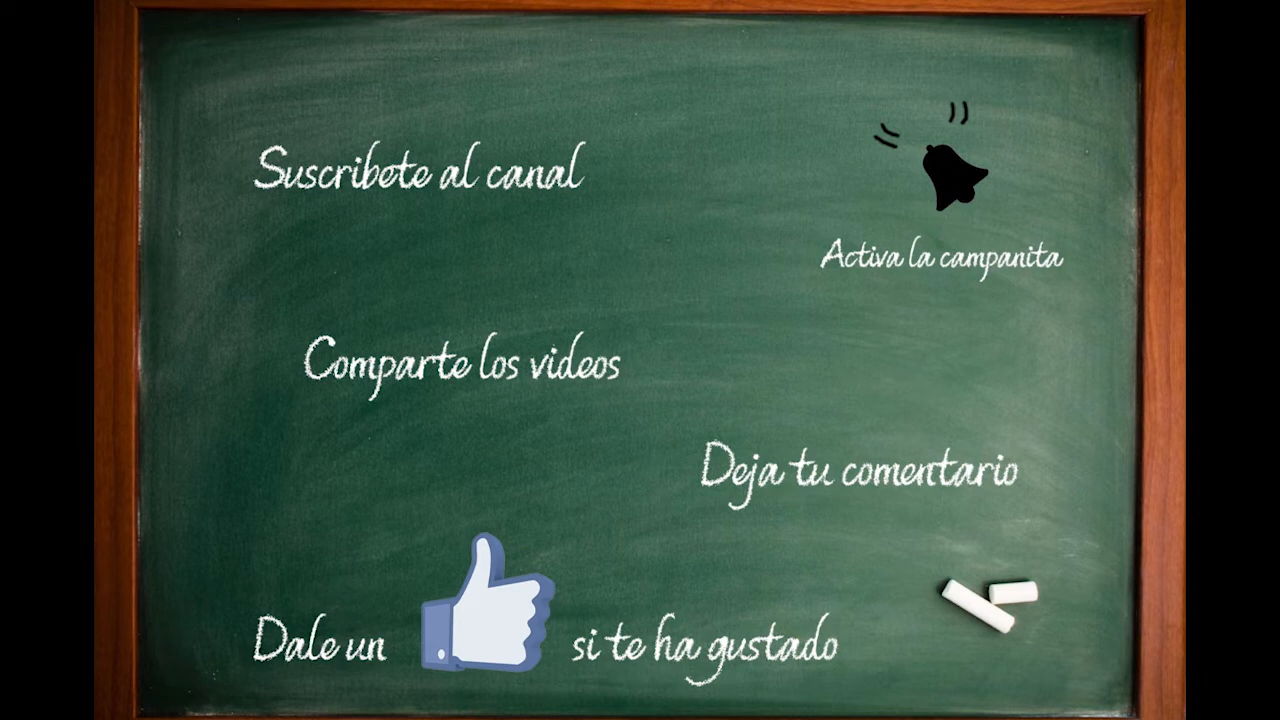 Suscribete al canal
Activa la campanita
Comparte los videos
Deja tu comentario
Dale un si te ha gustado